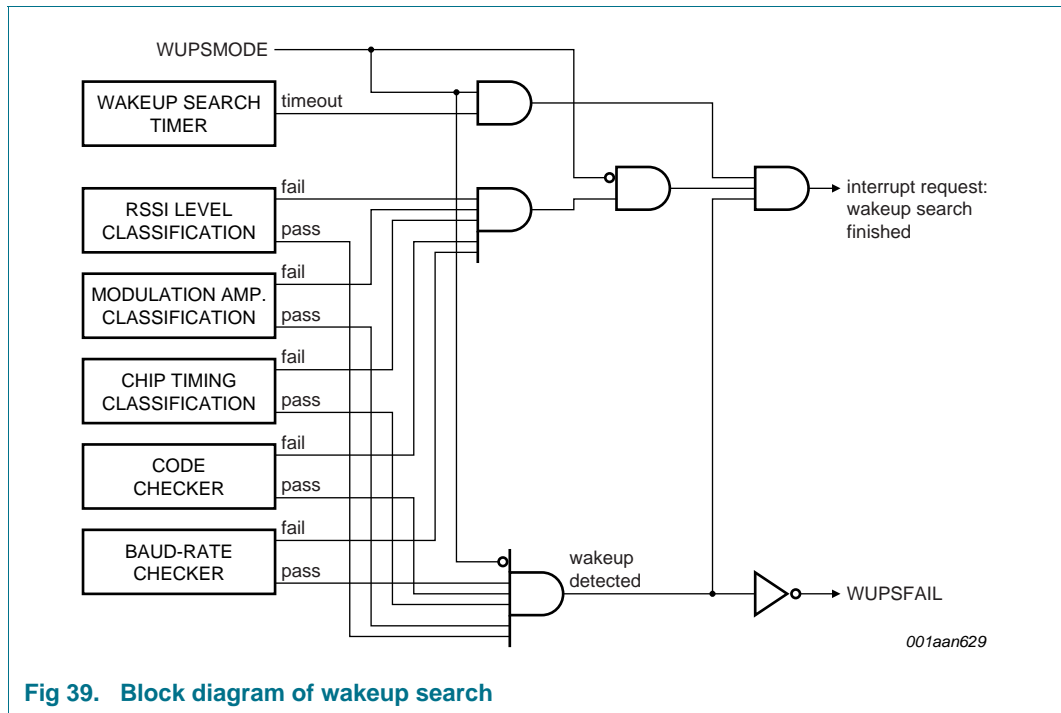 WUPSMODE
WAKEUP SEARCH
TIMER
timeout
RSSI LEVEL
CLASSIFICATION
fail
pass
MODULATION AMP.
CLASSIFICATION
fail
pass
CHIP TIMING
CLASSIFICATION
fail
pass
CODE
CHECKER
fail
pass
BAUD-RATE
CHECKER
fail
pass
interrupt request:
wakeup search
finished
wakeup
detected
WUPSFAIL
001aan629
Fig 39. Block diagram of wakeup search